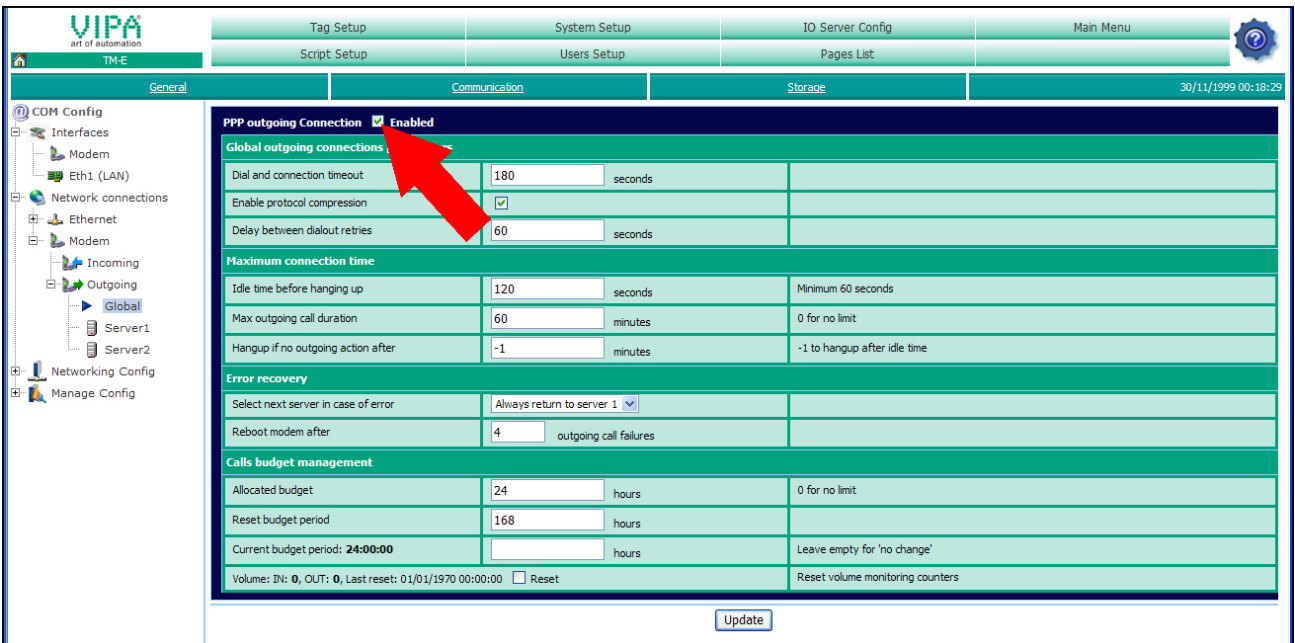 VIPA
art of automation
TM-E
Tag Setup System Setup IO Server Config Main Menu
Script Setup Users Setup Pages List
General Communication Storage 30/11/1999 00:18:29
COM Config
Interfaces
Modem
Eth1 (LAN)
Network connections
Ethernet
Modem
Incoming
Outgoing
Global
Server1
Server2
Networking Config
Manage Config
PPP outgoing Connection Enabled
Global outgoing connections
Dial and connection timeout 180 seconds
Enable protocol compression
Delay between dialout retries 60 seconds
Maximum connection time
Idle time before hanging up 120 seconds Minimum 60 seconds
Max outgoing call duration 60 minutes 0 for no limit
Hangup if no outgoing action after -1 minutes -1 to hangup after idle time
Error recovery
Select next server in case of error Always return to server 1
Reboot modem after 4 outgoing call failures
Calls budget management
Allocated budget 24 hours 0 for no limit
Reset budget period 168 hours
Current budget period: 24:00:00 hours Leave empty for 'no change'
Volume: IN: 0, OUT: 0, Last reset: 01/01/1970 00:00:00 Reset Reset volume monitoring counters
Update